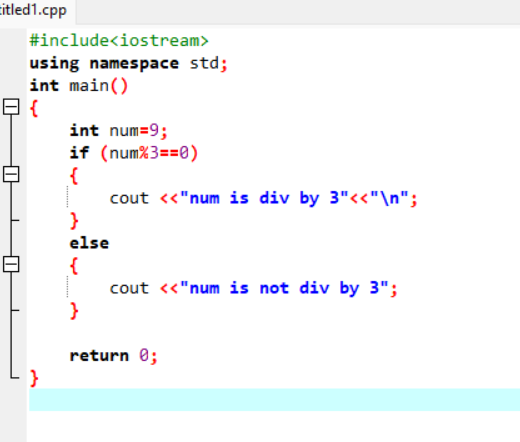 titled1.cpp
#include<iostream>
using namespace std;
int main()
{
    int num=9;
    if (num%3==0)
    {
        cout <<"num is div by 3"<<"\n";
    }
    else
    {
        cout <<"num is not div by 3";
    }

    return 0;
}